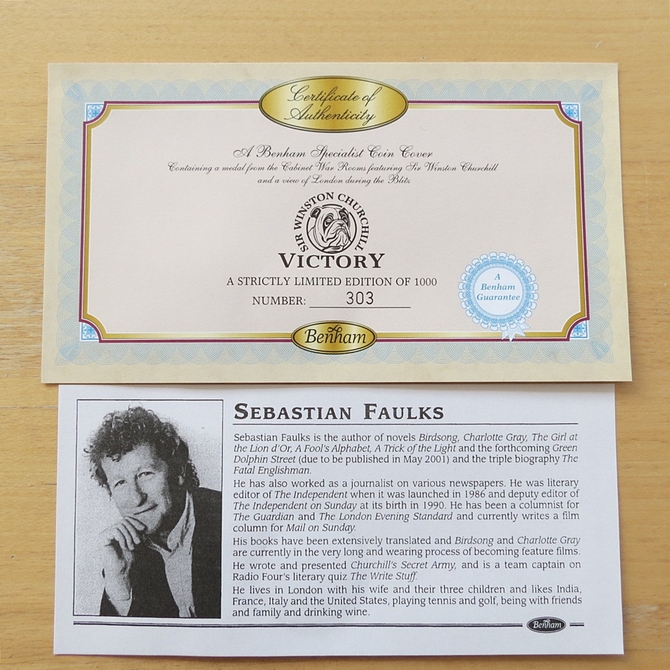 Certificate of
Authenticity
A Benham Specialist Coin Cover
Containing a medal from the Cabinet War Rooms featuring Sir Winston Churchill
and a view of London during the Blitz
SIR WINSTON CHURCHILL
VICTORY
A STRICTLY LIMITED EDITION OF 1000
NUMBER: 303
A
Benham
Guarantee
Benham
SEBASTIAN FAULKS
Sebastian Faulks is the author of novels Birdsong, Charlotte Gray, The Girl at
the Lion d'Or, A Fool's Alphabet, A Trick of the Light and the forthcoming Green
Dolphin Street (due to be published in May 2001) and the triple biography The
Fatal Englishman.
He has also worked as a journalist on various newspapers. He was literary
editor of The Independent when it was launched in 1986 and deputy editor of
The Independent on Sunday at its birth in 1990. He has been a columnist for
The Guardian and The London Evening Standard and currently writes a film
column for Mail on Sunday.
His books have been extensively translated and Birdsong and Charlotte Gray
are currently in the very long and wearing process of becoming feature films.
He wrote and presented Churchill's Secret Army, and is a team captain on
Radio Four's literary quiz The Write Stuff.
He lives in London with his wife and their three children and likes India,
France, Italy and the United States, playing tennis and golf, being with friends
and family and drinking wine.
Benham